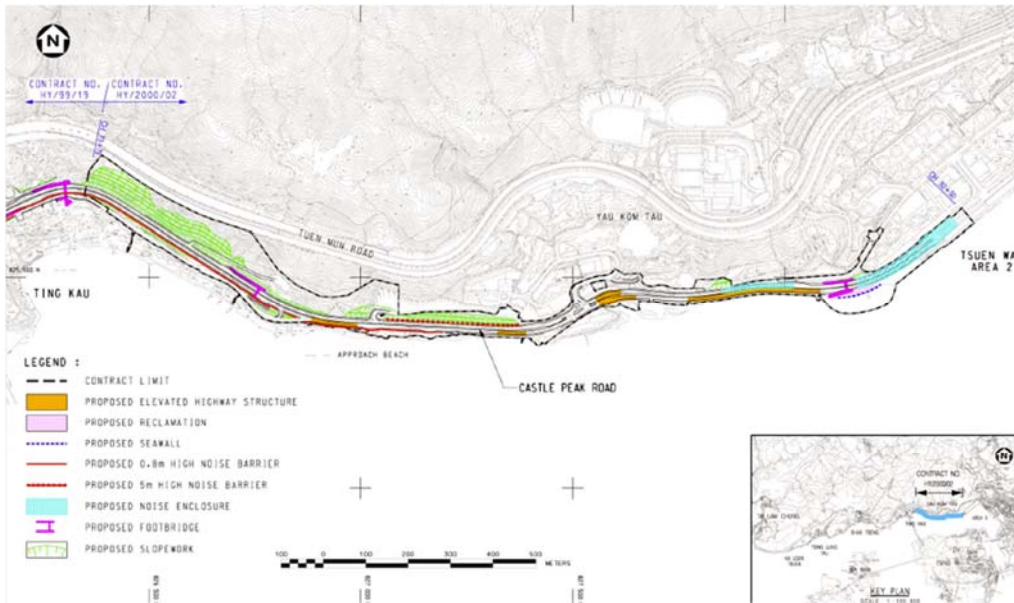 N
CONTRACT NO. CONTRACT NO.
HY/99/19 HY/2000/02
TUEN MUN ROAD
YAU KOM TAU
TSUEN WA
AREA 2
TING KAU
APPROACH BEACH
CASTLE PEAK ROAD
LEGEND :
CONTRACT LIMIT
PROPOSED ELEVATED HIGHWAY STRUCTURE
PROPOSED RECLAMATION
PROPOSED SEAWALL
PROPOSED 0.8m HIGH NOISE BARRIER
PROPOSED 5m HIGH NOISE BARRIER
PROPOSED NOISE ENCLOSURE
PROPOSED FOOTBRIDGE
PROPOSED SLOPEWORK
100 0 100 200 300 400 500
METERS
N
CONTRACT NO.
HY/2000/02
KEY PLAN